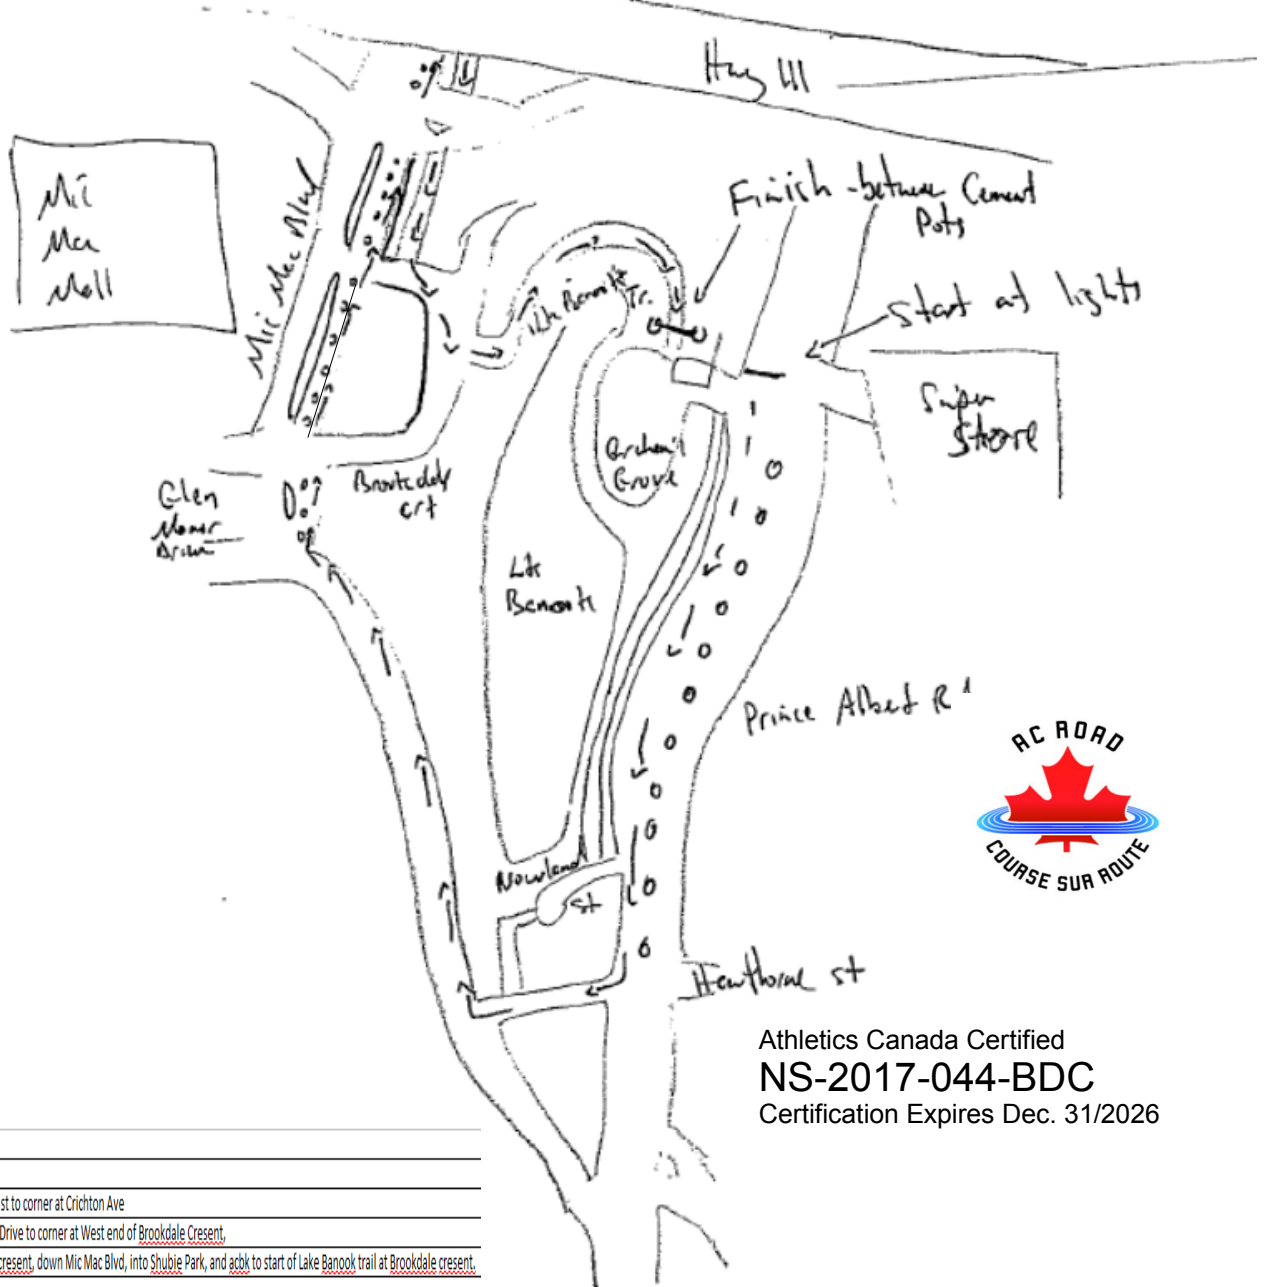 Hwy 111
Mic
Mac
Mall
Mic Mac Blvd
Finish - between Cement
Pots
Start at lights
Lk Banook
Tr.
Super
Store
Graham's
Grove
Glen
Manor
Drive
Lk
Banook
Prince Albert Rd
AC ROAD
COURSE SUR ROUTE
Nowland
St
Hawthorne St
Athletics Canada Certified
NS-2017-044-BDC
Certification Expires Dec. 31/2026
st to corner at Crichton Ave
Drive to corner at West end of Brookdale Cresent,
cresent, down Mic Mac Blvd, into Shubie Park, and acbk to start of Lake Banook trail at Brookdale cresent.